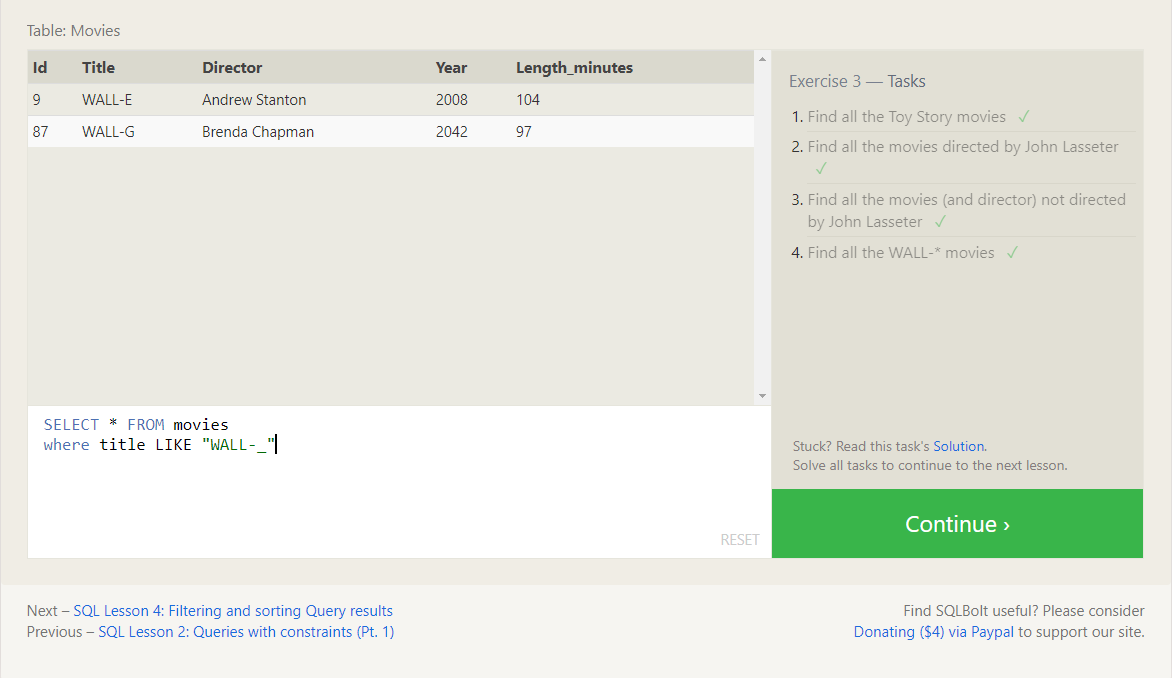 Table: Movies
Id Title Director Year Length_minutes
9 WALL-E Andrew Stanton 2008 104
87 WALL-G Brenda Chapman 2042 97
SELECT * FROM movies
where title LIKE "WALL-_"
RESET
Exercise 3 — Tasks
1. Find all the Toy Story movies ✓
2. Find all the movies directed by John Lasseter
✓
3. Find all the movies (and director) not directed
by John Lasseter ✓
4. Find all the WALL-* movies ✓
Stuck? Read this task's Solution.
Solve all tasks to continue to the next lesson.
Continue ›
Next – SQL Lesson 4: Filtering and sorting Query results
Previous – SQL Lesson 2: Queries with constraints (Pt. 1)
Find SQLBolt useful? Please consider
Donating ($4) via Paypal to support our site.